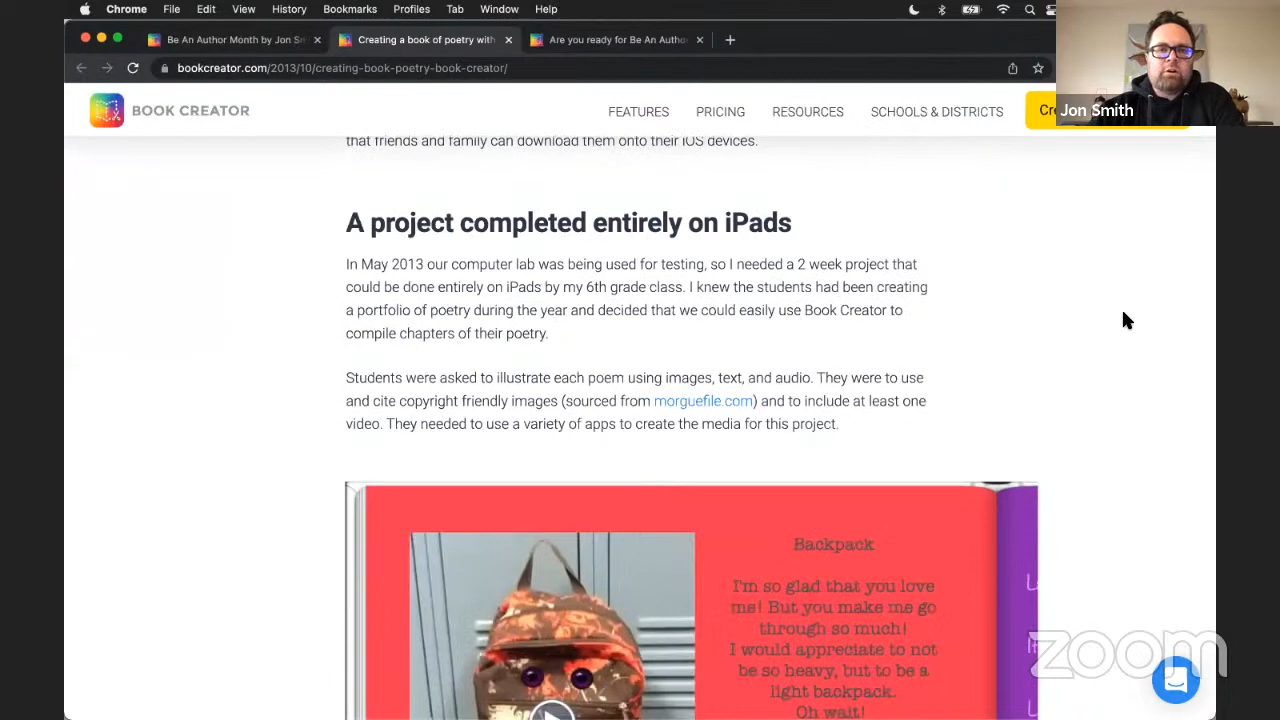 Chrome File Edit View History Bookmarks Profiles Tab Window Help
Be An Author Month by Jon Sm
Creating a book of poetry with
Are you ready for Be An Author
bookcreator.com/2013/10/creating-book-poetry-book-creator/
Jon Smith
BOOK CREATOR
FEATURES PRICING RESOURCES SCHOOLS & DISTRICTS
that friends and family can download them onto their iOS devices.
A project completed entirely on iPads
In May 2013 our computer lab was being used for testing, so I needed a 2 week project that
could be done entirely on iPads by my 6th grade class. I knew the students had been creating
a portfolio of poetry during the year and decided that we could easily use Book Creator to
compile chapters of their poetry.
Students were asked to illustrate each poem using images, text, and audio. They were to use
and cite copyright friendly images (sourced from morguefile.com) and to include at least one
video. They needed to use a variety of apps to create the media for this project.
Backpack
I'm so glad that you love
me! But you make me go
through so much!
I would appreciate to not
be so heavy, but to be a
light backpack.
Oh wait!
zoom